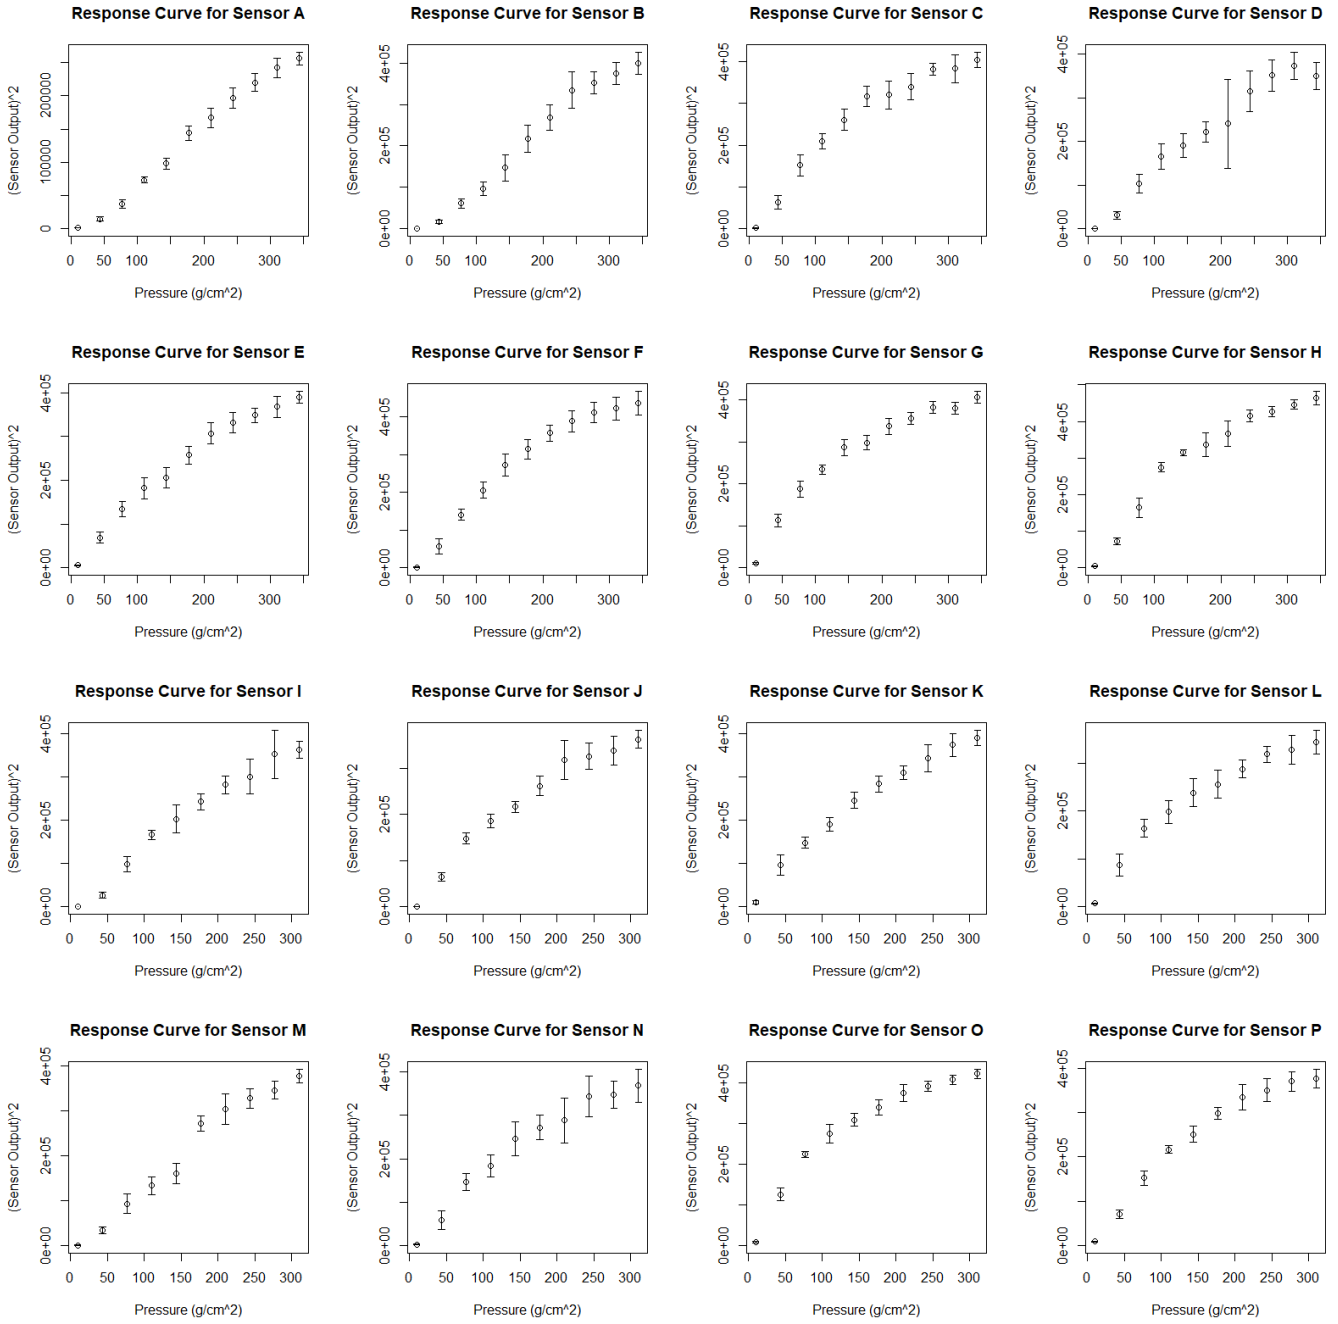 Response Curve for Sensor A
(Sensor Output)^2
0 100000 200000
0 50 100 200 300
Pressure (g/cm^2)
Response Curve for Sensor B
(Sensor Output)^2
0e+00 2e+05 4e+05
0 50 100 200 300
Pressure (g/cm^2)
Response Curve for Sensor C
(Sensor Output)^2
0e+00 2e+05 4e+05
0 50 100 200 300
Pressure (g/cm^2)
Response Curve for Sensor D
(Sensor Output)^2
0e+00 2e+05 4e+05
0 50 100 200 300
Pressure (g/cm^2)
Response Curve for Sensor E
(Sensor Output)^2
0e+00 2e+05 4e+05
0 50 100 200 300
Pressure (g/cm^2)
Response Curve for Sensor F
(Sensor Output)^2
0e+00 2e+05 4e+05
0 50 100 200 300
Pressure (g/cm^2)
Response Curve for Sensor G
(Sensor Output)^2
0e+00 2e+05 4e+05
0 50 100 200 300
Pressure (g/cm^2)
Response Curve for Sensor H
(Sensor Output)^2
0e+00 2e+05 4e+05
0 50 100 200 300
Pressure (g/cm^2)
Response Curve for Sensor I
(Sensor Output)^2
0e+00 2e+05 4e+05
0 50 100 150 200 250 300
Pressure (g/cm^2)
Response Curve for Sensor J
(Sensor Output)^2
0e+00 2e+05
0 50 100 150 200 250 300
Pressure (g/cm^2)
Response Curve for Sensor K
(Sensor Output)^2
0e+00 2e+05 4e+05
0 50 100 150 200 250 300
Pressure (g/cm^2)
Response Curve for Sensor L
(Sensor Output)^2
0e+00 2e+05
0 50 100 150 200 250 300
Pressure (g/cm^2)
Response Curve for Sensor M
(Sensor Output)^2
0e+00 2e+05 4e+05
0 50 100 150 200 250 300
Pressure (g/cm^2)
Response Curve for Sensor N
(Sensor Output)^2
0e+00 2e+05 4e+05
0 50 100 150 200 250 300
Pressure (g/cm^2)
Response Curve for Sensor O
(Sensor Output)^2
0e+00 2e+05 4e+05
0 50 100 150 200 250 300
Pressure (g/cm^2)
Response Curve for Sensor P
(Sensor Output)^2
0e+00 2e+05 4e+05
0 50 100 150 200 250 300
Pressure (g/cm^2)